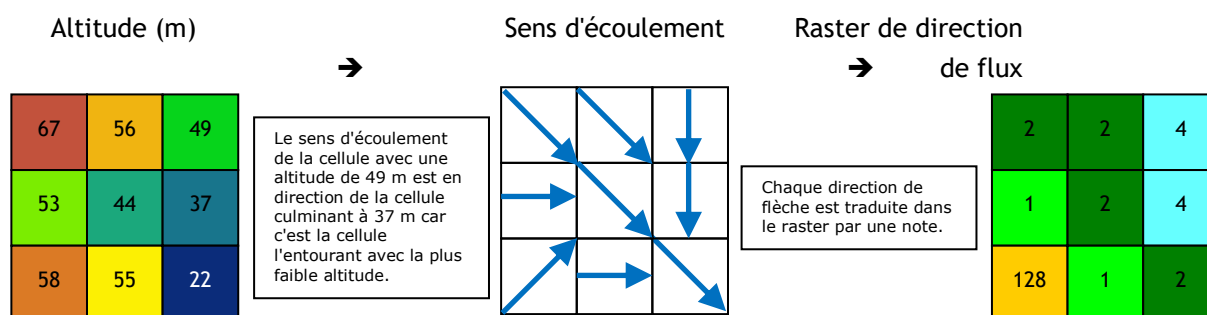 Altitude (m)
➔
Sens d'écoulement
Raster de direction
➔ de flux
67 56 49
53 44 37
58 55 22
Le sens d'écoulement
de la cellule avec une
altitude de 49 m est en
direction de la cellule
culminant à 37 m car
c'est la cellule
l'entourant avec la plus
faible altitude.
Chaque direction de
flèche est traduite dans
le raster par une note.
2 2 4
1 2 4
128 1 2